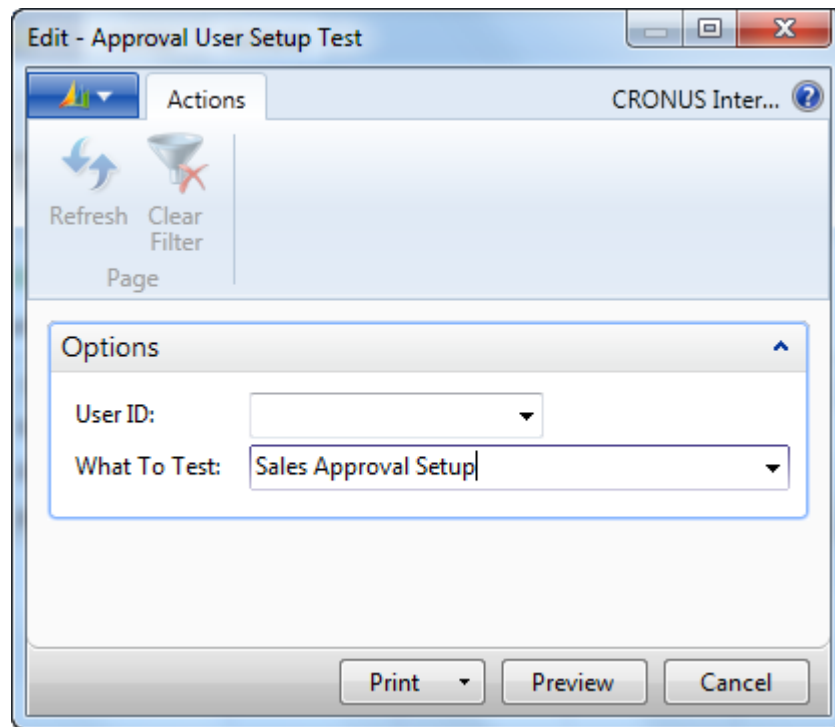 Edit - Approval User Setup Test
Actions
CRONUS Inter...
Refresh
Clear
Filter
Page
Options
User ID:
What To Test: Sales Approval Setup
Print Preview Cancel